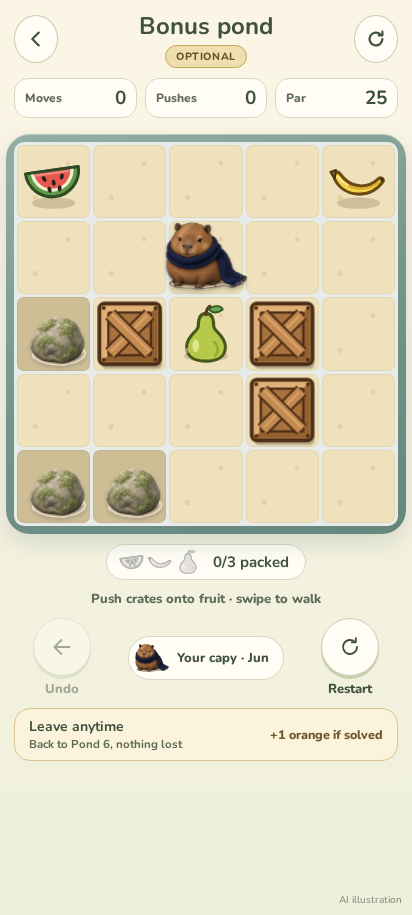 Bonus pond
OPTIONAL
Moves 0
Pushes 0
Par 25
0/3 packed
Push crates onto fruit · swipe to walk
Your capy · Jun
Undo
Restart
Leave anytime
Back to Pond 6, nothing lost
+1 orange if solved
AI illustration